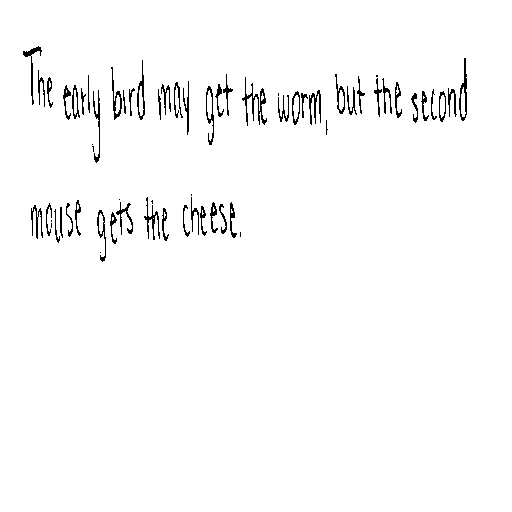 The early bird may get the worm, but the second
mouse gets the cheese.